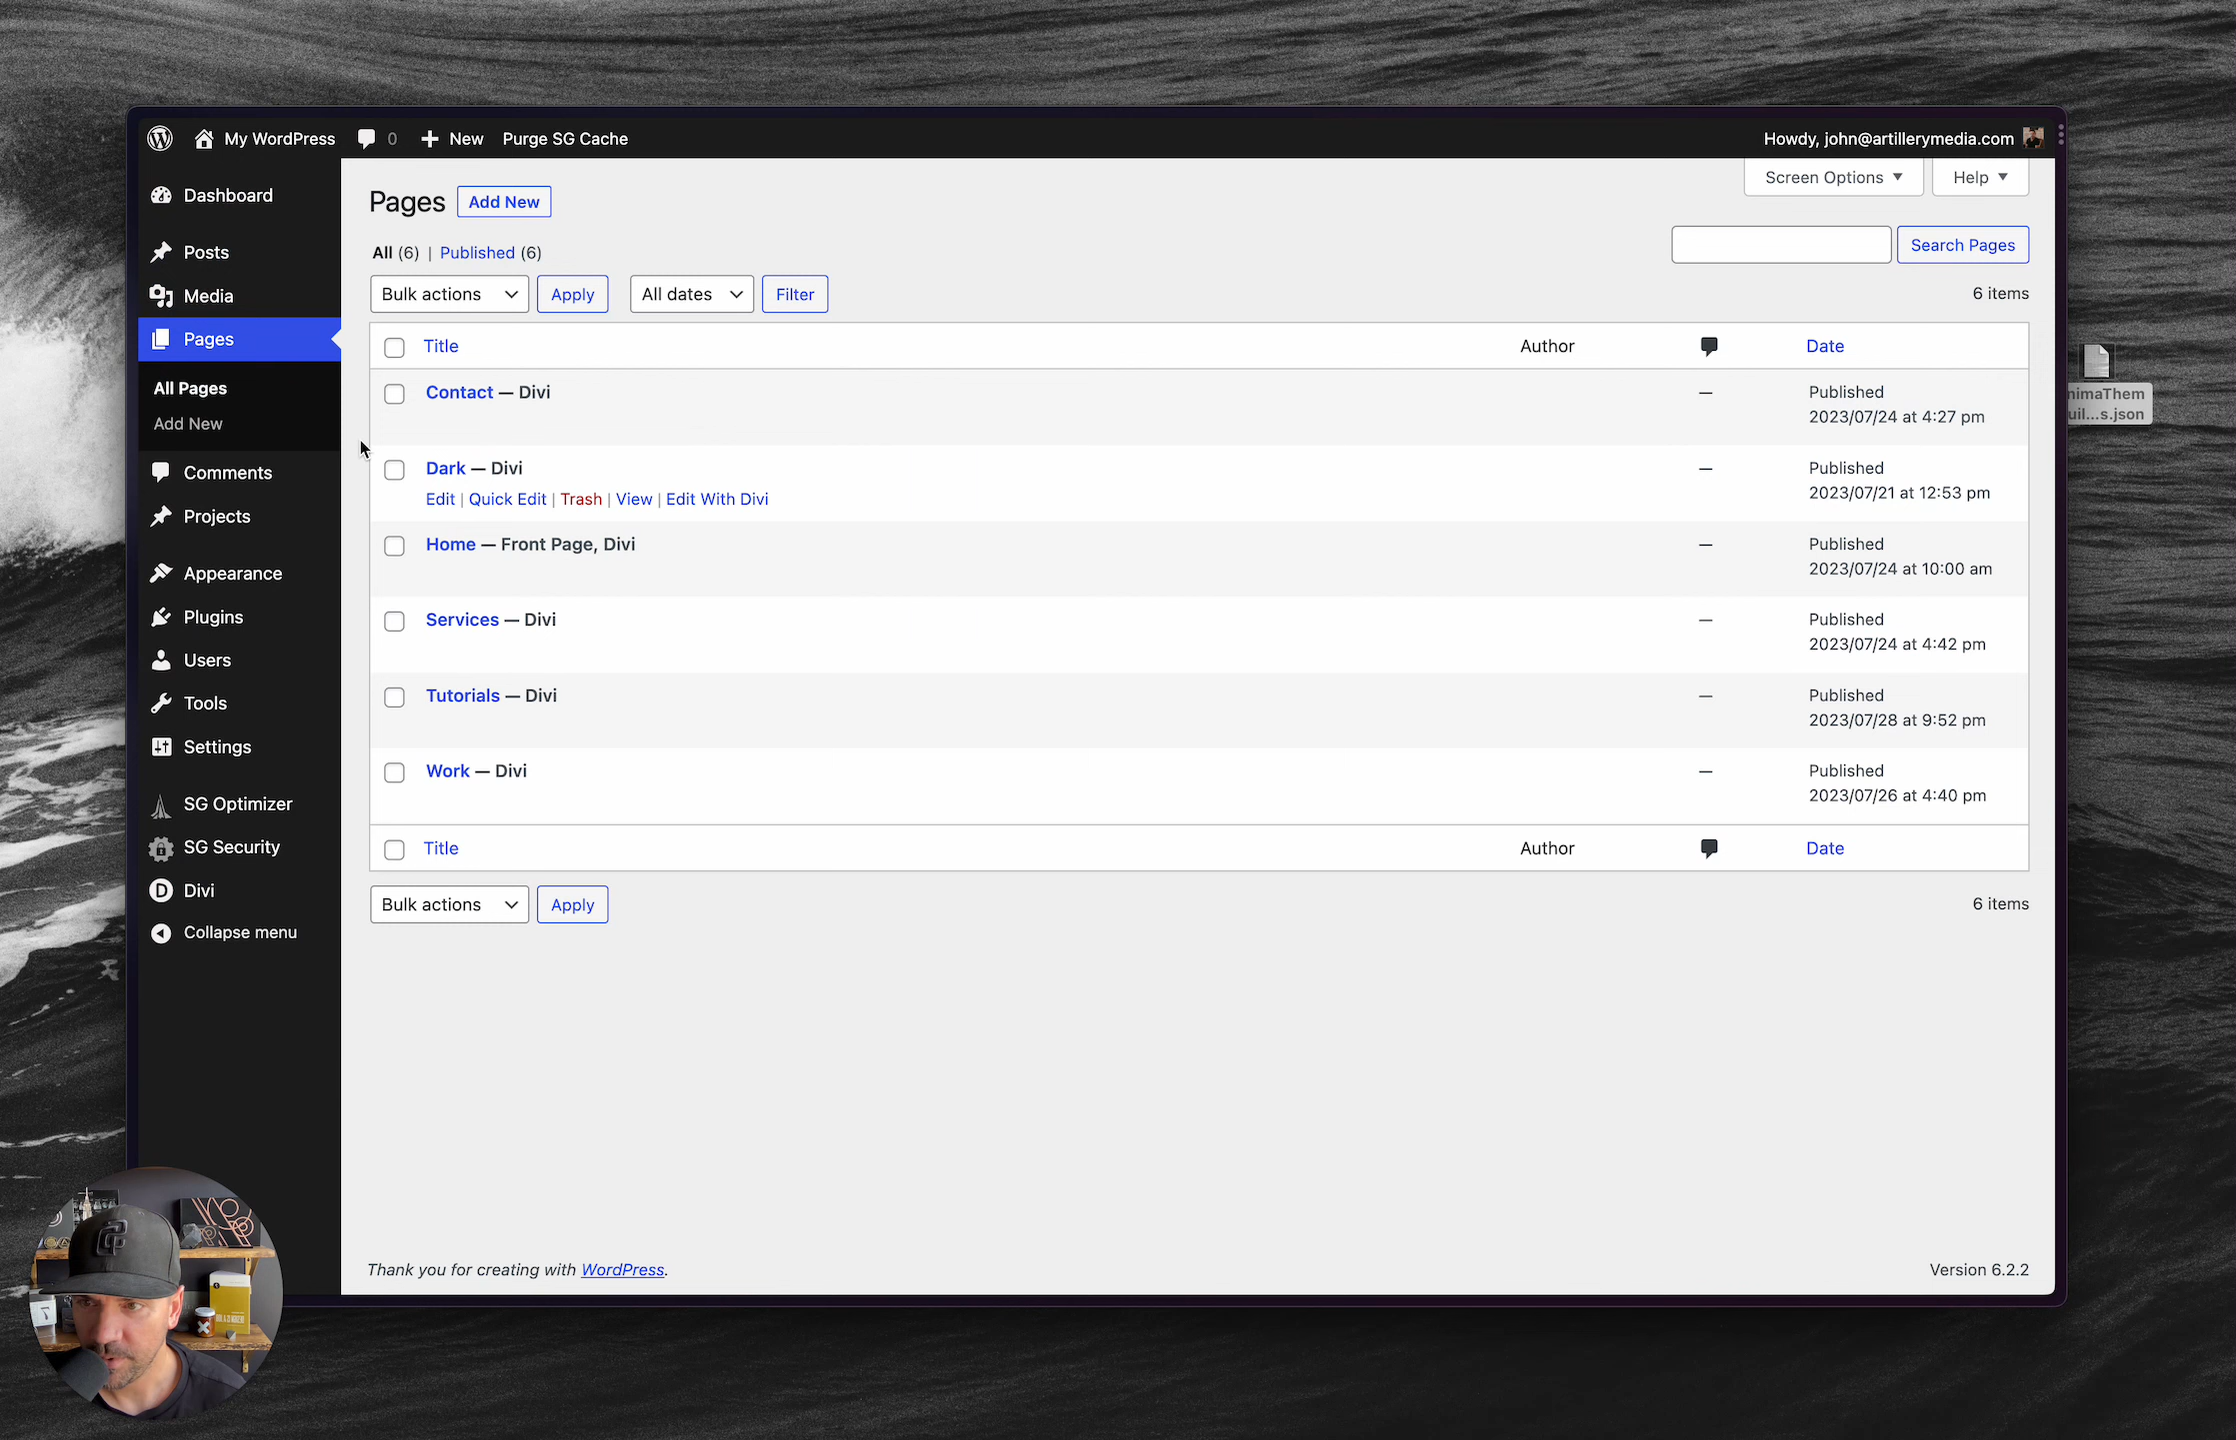 My WordPress 0 New Purge SG Cache Howdy, john@artillerymedia.com
Dashboard
Posts
Media
Pages
All Pages
Add New
Comments
Projects
Appearance
Plugins
Users
Tools
Settings
SG Optimizer
SG Security
Divi
Collapse menu
Screen Options Help
Pages Add New
All (6) | Published (6)
Search Pages
Bulk actions Apply All dates Filter 6 items
Title Author Date
Contact — Divi — Published
2023/07/24 at 4:27 pm
Dark — Divi — Published
Edit | Quick Edit | Trash | View | Edit With Divi 2023/07/21 at 12:53 pm
Home — Front Page, Divi — Published
2023/07/24 at 10:00 am
Services — Divi — Published
2023/07/24 at 4:42 pm
Tutorials — Divi — Published
2023/07/28 at 9:52 pm
Work — Divi — Published
2023/07/26 at 4:40 pm
Title Author Date
Bulk actions Apply 6 items
Thank you for creating with WordPress. Version 6.2.2
nimaThem
uil...s.json